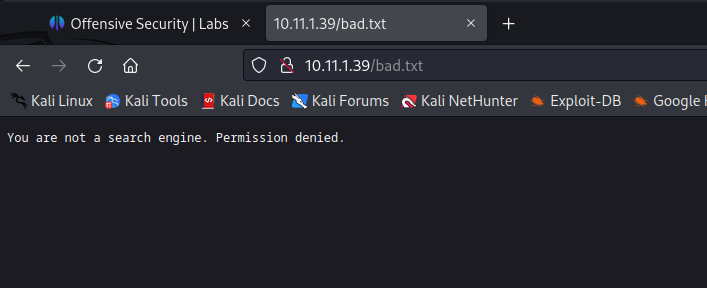 Offensive Security | Labs
10.11.1.39/bad.txt
10.11.1.39/bad.txt
Kali Linux Kali Tools Kali Docs Kali Forums Kali NetHunter Exploit-DB Google
You are not a search engine. Permission denied.